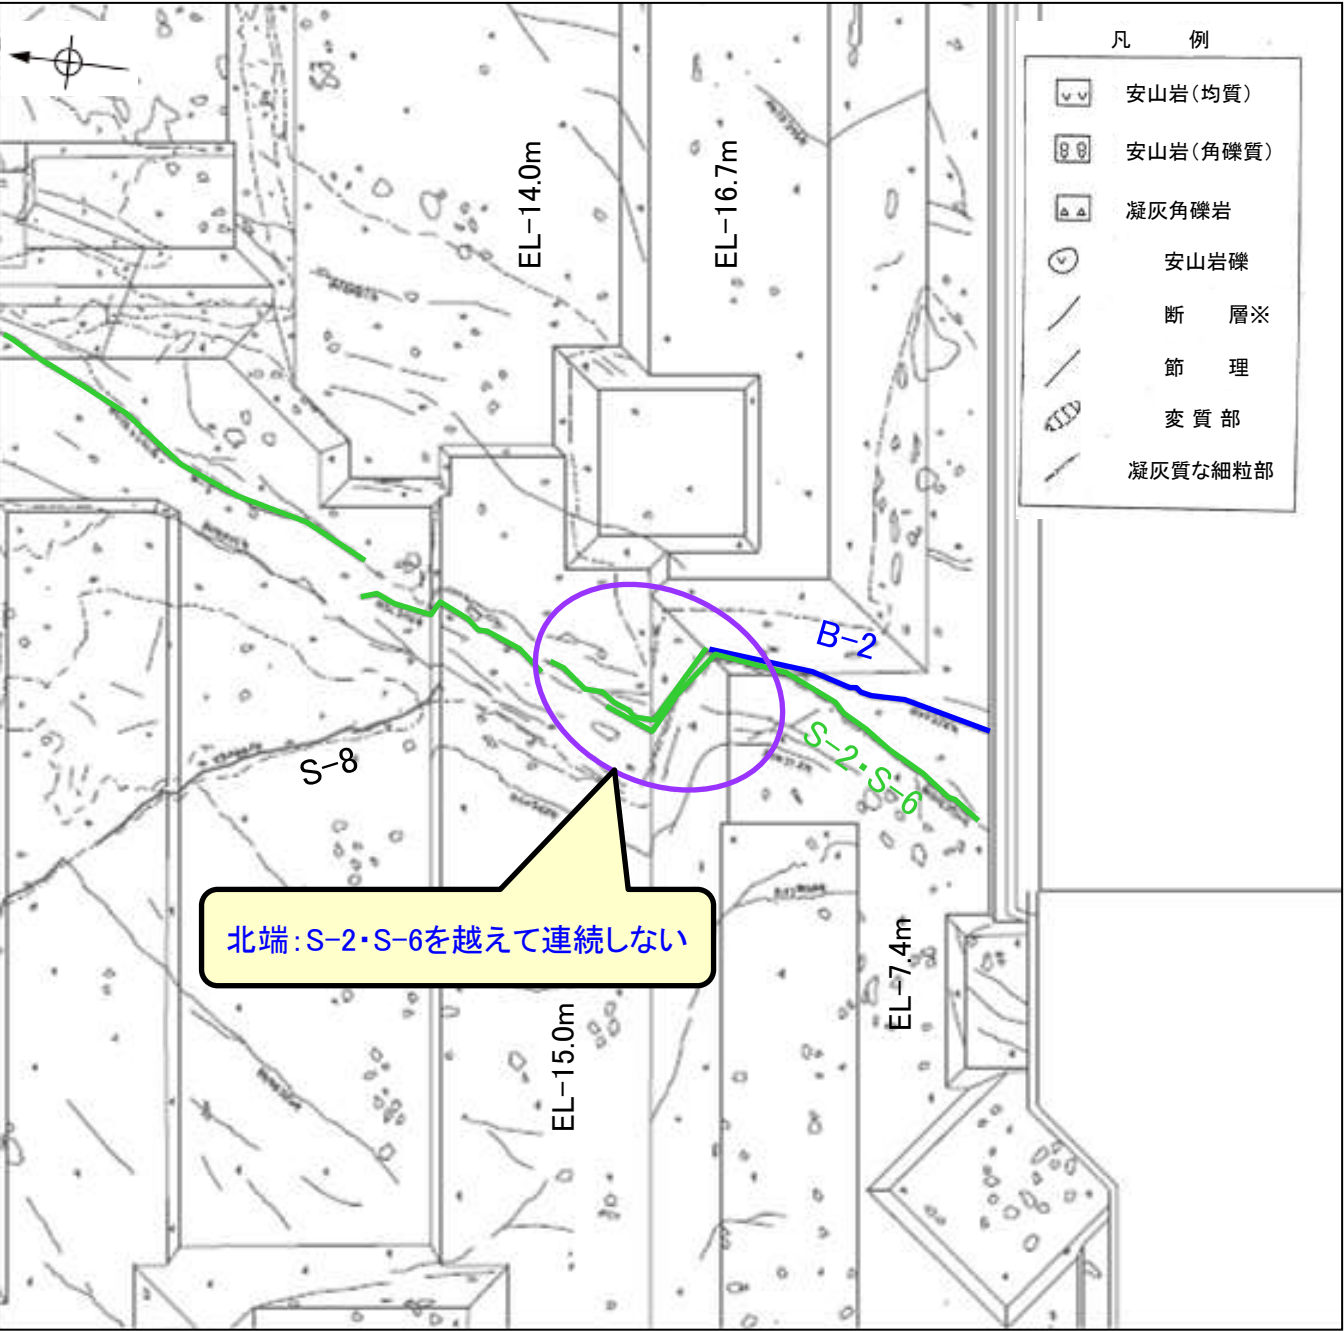 凡 例
安山岩(均質)
安山岩(角礫質)
凝灰角礫岩
安山岩礫
断 層※
節 理
変 質 部
凝灰質な細粒部
EL-14.0m
EL-16.7m
B-2
S-2・S-6
S-8
北端:S-2・S-6を越えて連続しない
EL-7.4m
EL-15.0m